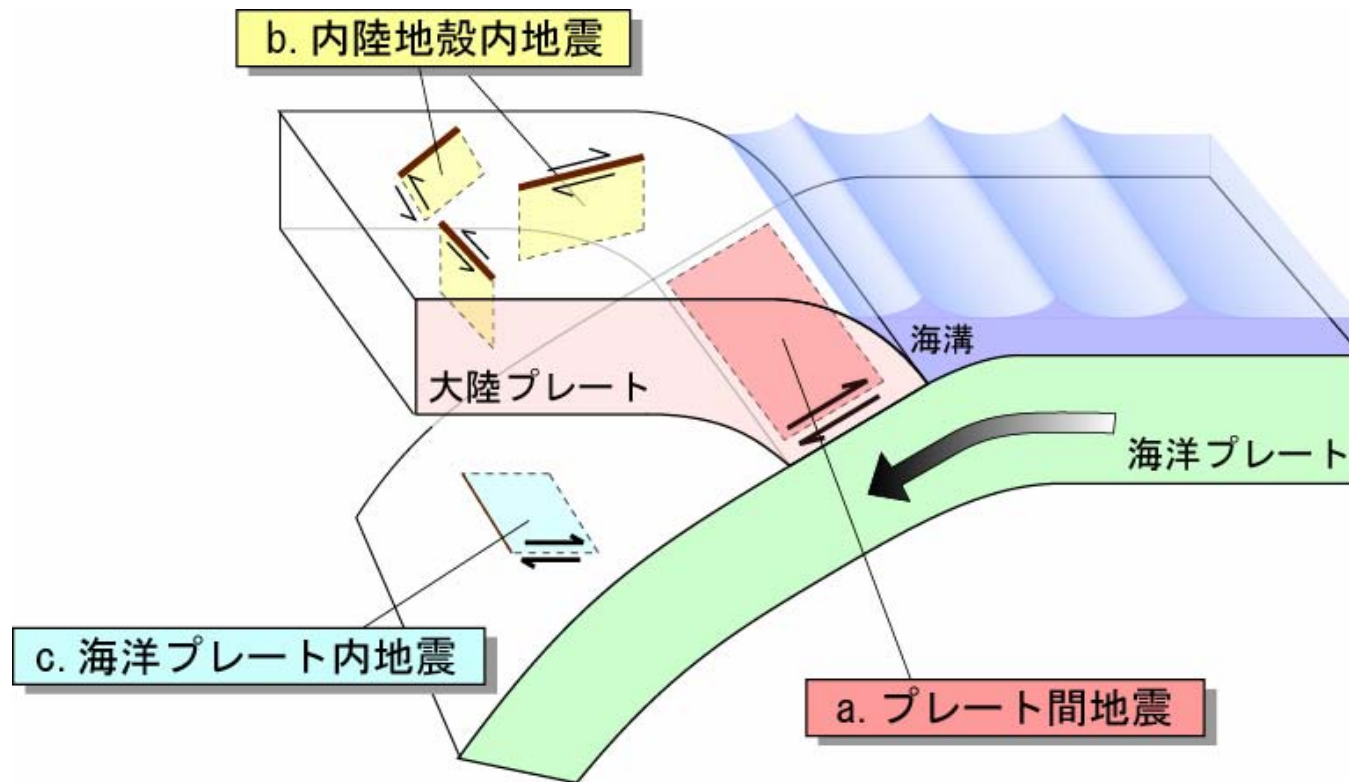 b. 内陸地殻内地震
海溝
大陸プレート
海洋プレート
c. 海洋プレート内地震
a. プレート間地震